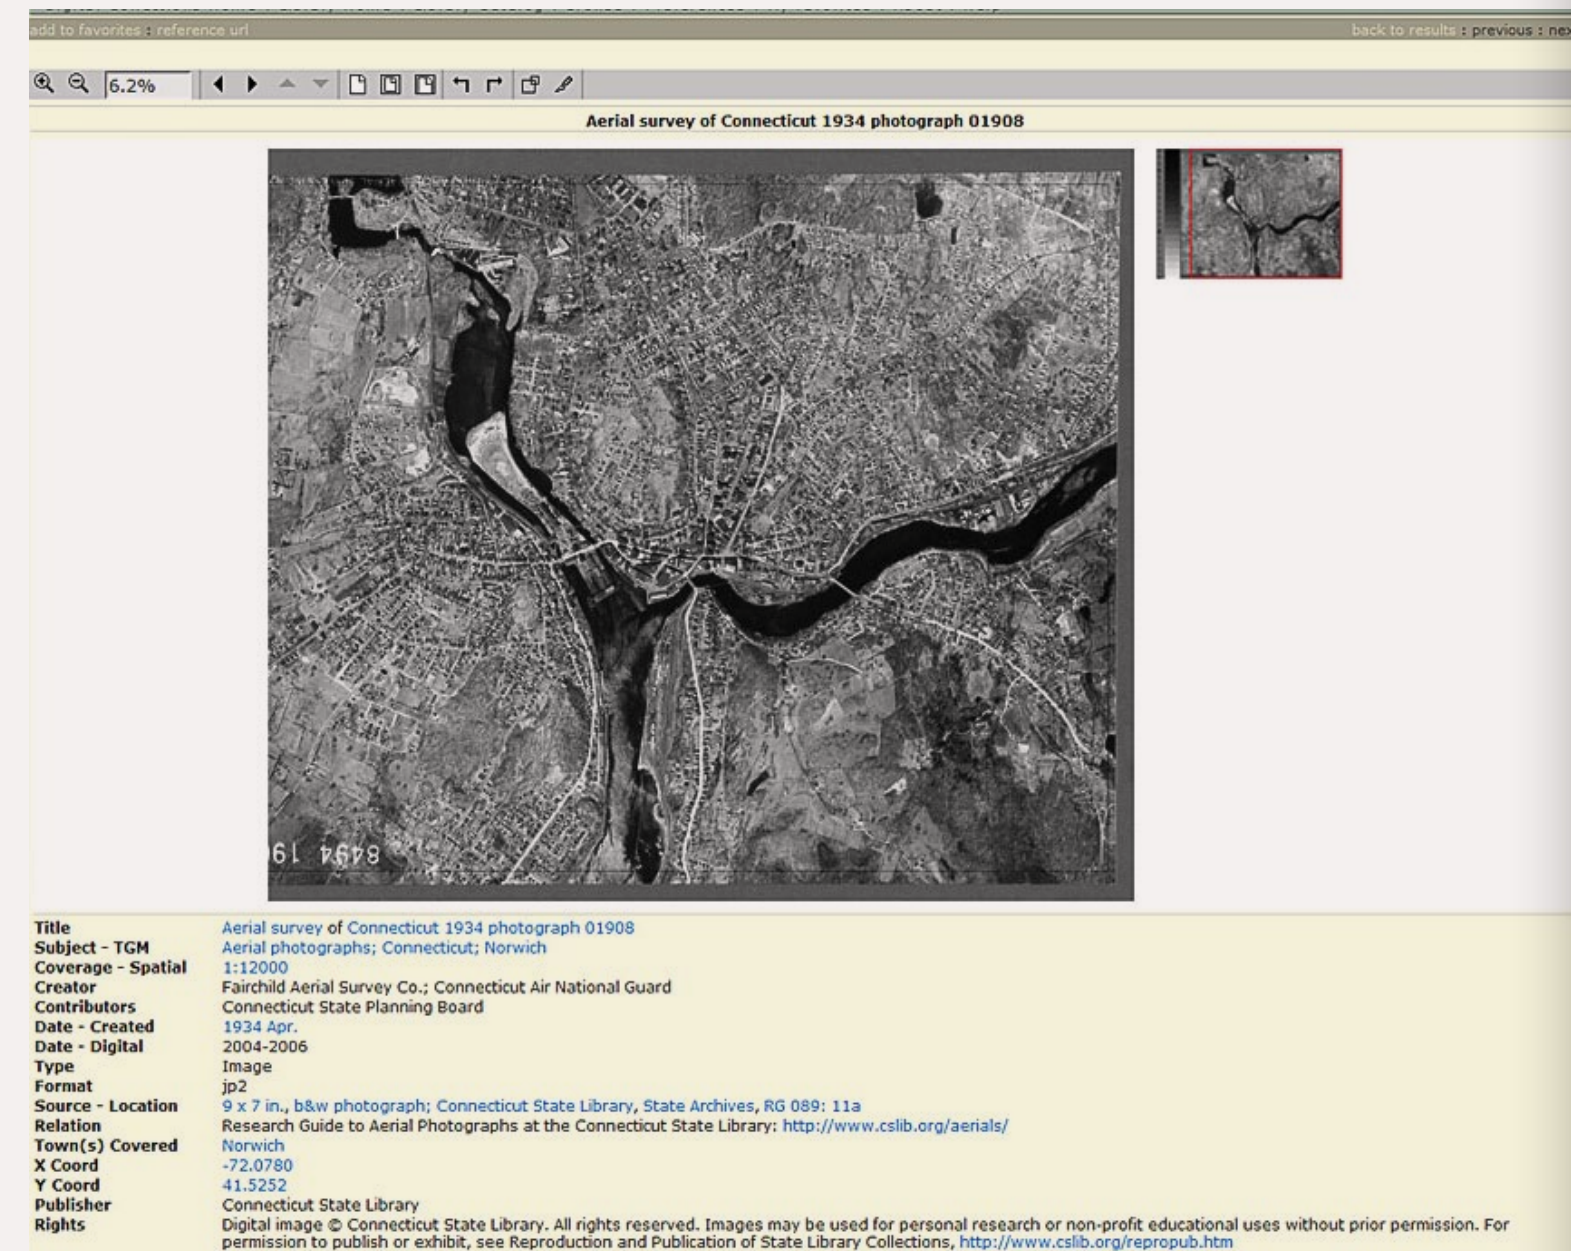 add to favorites : reference url
back to results : previous : nex
6.2%
Aerial survey of Connecticut 1934 photograph 01908
8494 19
Title Aerial survey of Connecticut 1934 photograph 01908
Subject - TGM Aerial photographs; Connecticut; Norwich
Coverage - Spatial 1:12000
Creator Fairchild Aerial Survey Co.; Connecticut Air National Guard
Contributors Connecticut State Planning Board
Date - Created 1934 Apr.
Date - Digital 2004-2006
Type Image
Format jp2
Source - Location 9 x 7 in., b&w photograph; Connecticut State Library, State Archives, RG 089: 11a
Relation Research Guide to Aerial Photographs at the Connecticut State Library: http://www.cslib.org/aerials/
Town(s) Covered Norwich
X Coord -72.0780
Y Coord 41.5252
Publisher Connecticut State Library
Rights Digital image © Connecticut State Library. All rights reserved. Images may be used for personal research or non-profit educational uses without prior permission. For
permission to publish or exhibit, see Reproduction and Publication of State Library Collections, http://www.cslib.org/repropub.htm